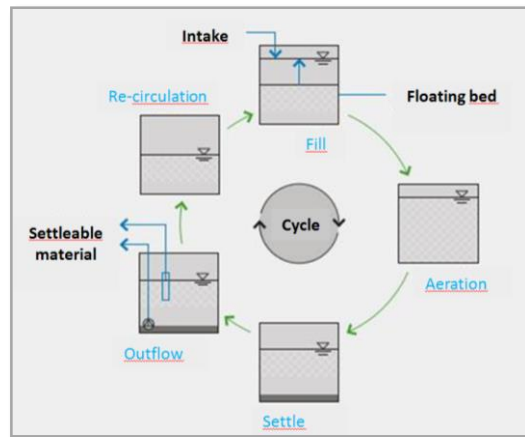 Intake
Re-circulation
Floating bed
Fill
Cycle
Settleable
material
Aeration
Outflow
Settle